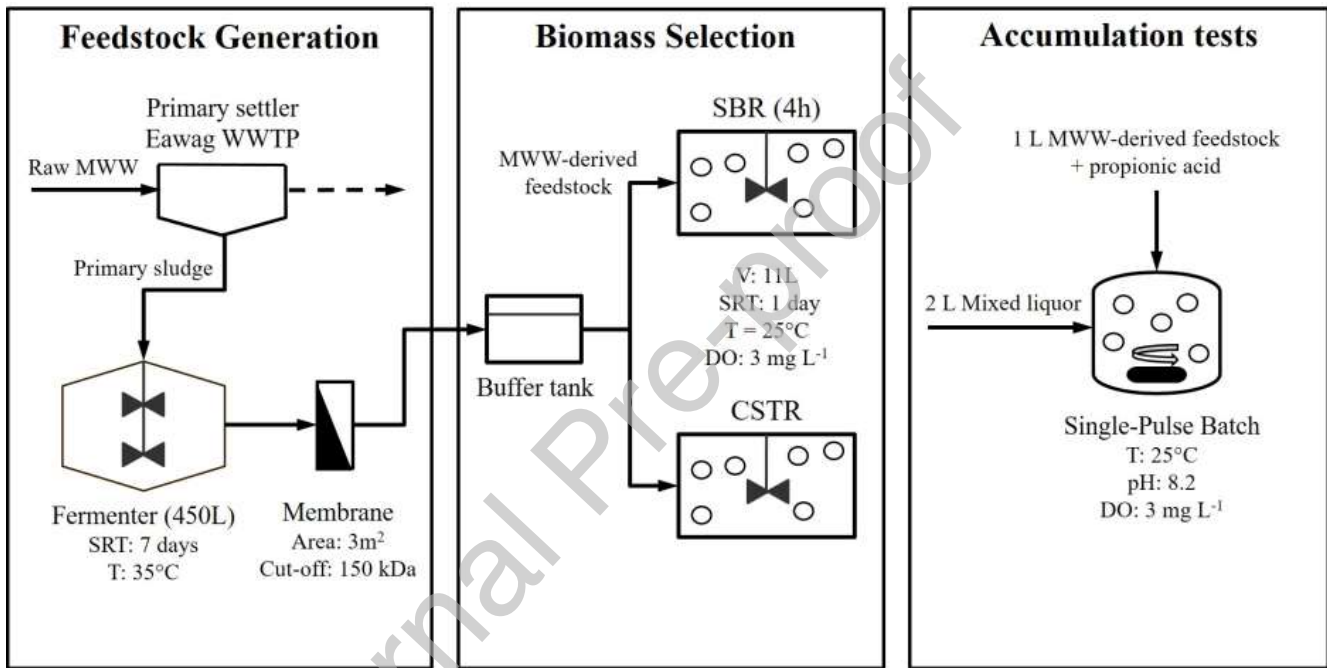 Feedstock Generation
Primary settler
Eawag WWTP
Raw MWW
Primary sludge
Fermenter (450L)
SRT: 7 days
T: 35°C
Membrane
Area: 3m²
Cut-off: 150 kDa
Biomass Selection
SBR (4h)
MWW-derived
feedstock
V: 11L
SRT: 1 day
T = 25°C
DO: 3 mg L⁻¹
Buffer tank
CSTR
Accumulation tests
1 L MWW-derived feedstock
+ propionic acid
2 L Mixed liquor
Single-Pulse Batch
T: 25°C
pH: 8.2
DO: 3 mg L⁻¹
rnal Pre-proof